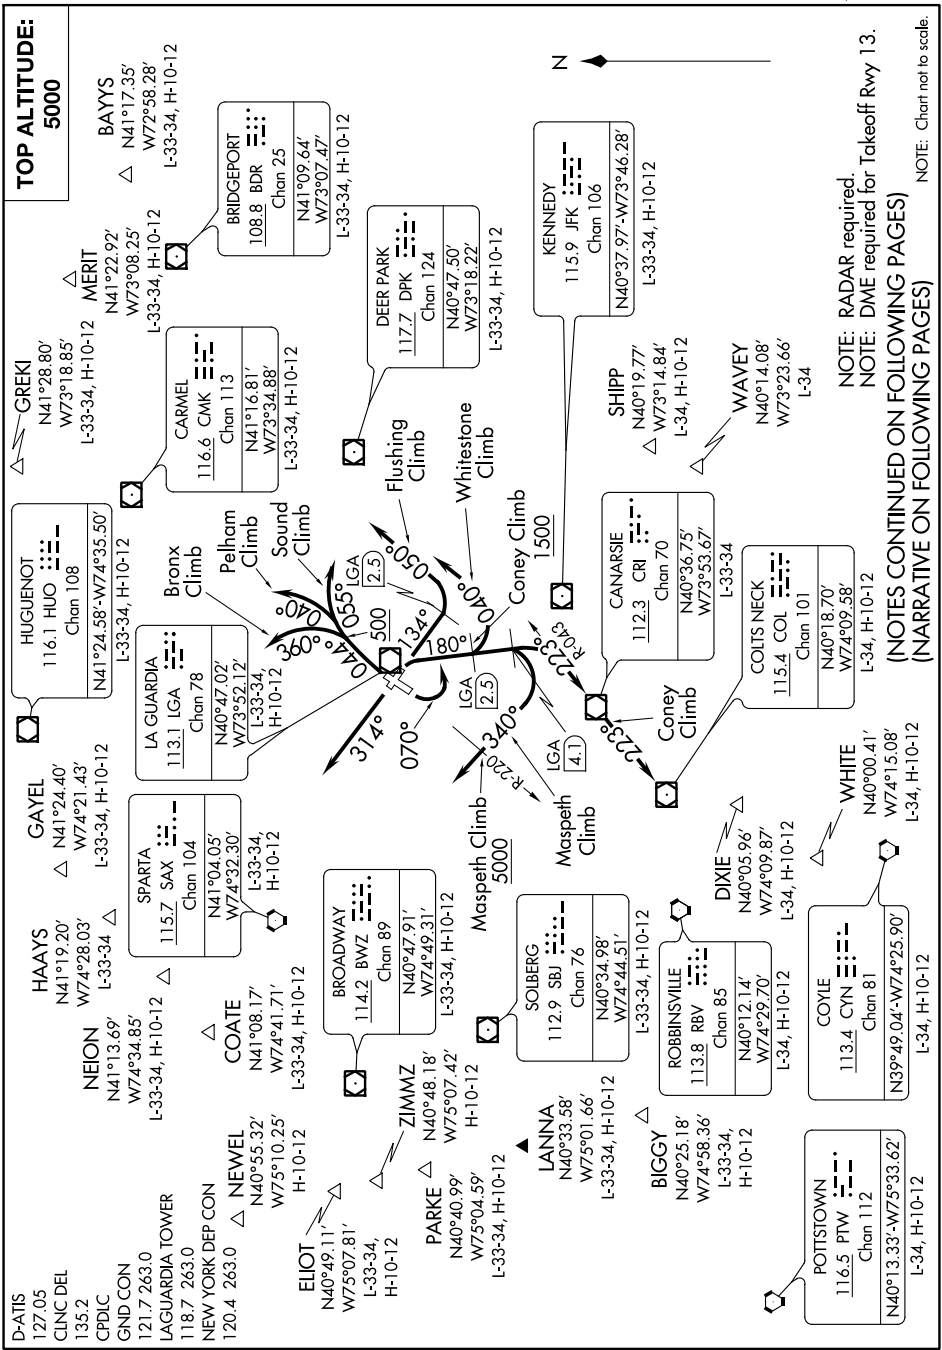 TOP ALTITUDE:
5000
D-ATIS
127.05
CLNC DEL
135.2
CPDLC
GND CON
121.7 263.0
LAGUARDIA TOWER
118.7 263.0
NEW YORK DEP CON
120.4 263.0
HAAYS
N41°19.20′
W74°28.03′
L-33-34
GAYEL
N41°24.40′
W74°21.43′
L-33-34, H-10-12
HUGUENOT
116.1 HUO
Chan 108
N41°24.58′-W74°35.50′
L-33-34, H-10-12
GREKI
N41°28.80′
W73°18.85′
L-33-34, H-10-12
MERIT
N41°22.92′
W73°08.25′
L-33-34, H-10-12
BAYYS
N41°17.35′
W72°58.28′
L-33-34, H-10-12
NEION
N41°13.69′
W74°34.85′
L-33-34, H-10-12
SPARTA
115.7 SAX
Chan 104
N41°04.05′
W74°32.30′
L-33-34,
H-10-12
LA GUARDIA
113.1 LGA
Chan 78
N40°47.02′
W73°52.12′
L-33-34,
H-10-12
CARMEL
116.6 CMK
Chan 113
N41°16.81′
W73°34.88′
L-33-34, H-10-12
BRIDGEPORT
108.8 BDR
Chan 25
N41°09.64′
W73°07.47′
L-33-34, H-10-12
COATE
N41°08.17′
W74°41.71′
L-33-34, H-10-12
NEWEL
N40°55.32′
W75°10.25′
H-10-12
Bronx
Climb
Pelham
Climb
Sound
Climb
360°
040°
055°
044°
500
LGA
2.5
134°
050°
Flushing
Climb
Whitestone
Climb
040°
180°
314°
070°
LGA
2.5
Coney Climb
1500
DEER PARK
117.7 DPK
Chan 124
N40°47.50′
W73°18.22′
L-33-34, H-10-12
BROADWAY
114.2 BWZ
Chan 89
N40°47.91′
W74°49.31′
L-33-34, H-10-12
ELIOT
N40°49.11′
W75°07.81′
L-33-34,
H-10-12
ZIMMZ
N40°48.18′
W75°07.42′
H-10-12
PARKE
N40°40.99′
W75°04.59′
L-33-34, H-10-12
Maspeth Climb
5000
R-220
340°
LGA
4.1
Maspeth
Climb
R-043
223°
223°
Coney
Climb
KENNEDY
115.9 JFK
Chan 106
N40°37.97′-W73°46.28′
L-33-34, H-10-12
N
SOLBERG
112.9 SBJ
Chan 76
N40°34.98′
W74°44.51′
L-33-34, H-10-12
LANNA
N40°33.58′
W75°01.66′
L-33-34, H-10-12
CANARSIE
112.3 CRI
Chan 70
N40°36.75′
W73°53.67′
L-33-34
SHIPP
N40°19.77′
W73°14.84′
L-34, H-10-12
WAVEY
N40°14.08′
W73°23.66′
L-34
BIGGY
N40°25.18′
W74°58.36′
L-33-34,
H-10-12
ROBBINSVILLE
113.8 RBV
Chan 85
N40°12.14′
W74°29.70′
L-34, H-10-12
DIXIE
N40°05.96′
W74°09.87′
L-34, H-10-12
COLTS NECK
115.4 COL
Chan 101
N40°18.70′
W74°09.58′
L-34, H-10-12
POTTSTOWN
116.5 PTW
Chan 112
N40°13.33′-W75°33.62′
L-34, H-10-12
COYLE
113.4 CYN
Chan 81
N39°49.04′-W74°25.90′
L-34, H-10-12
WHITE
N40°00.41′
W74°15.08′
L-34, H-10-12
NOTE: RADAR required.
NOTE: DME required for Takeoff Rwy 13.
(NOTES CONTINUED ON FOLLOWING PAGES)
(NARRATIVE ON FOLLOWING PAGES)
NOTE: Chart not to scale.